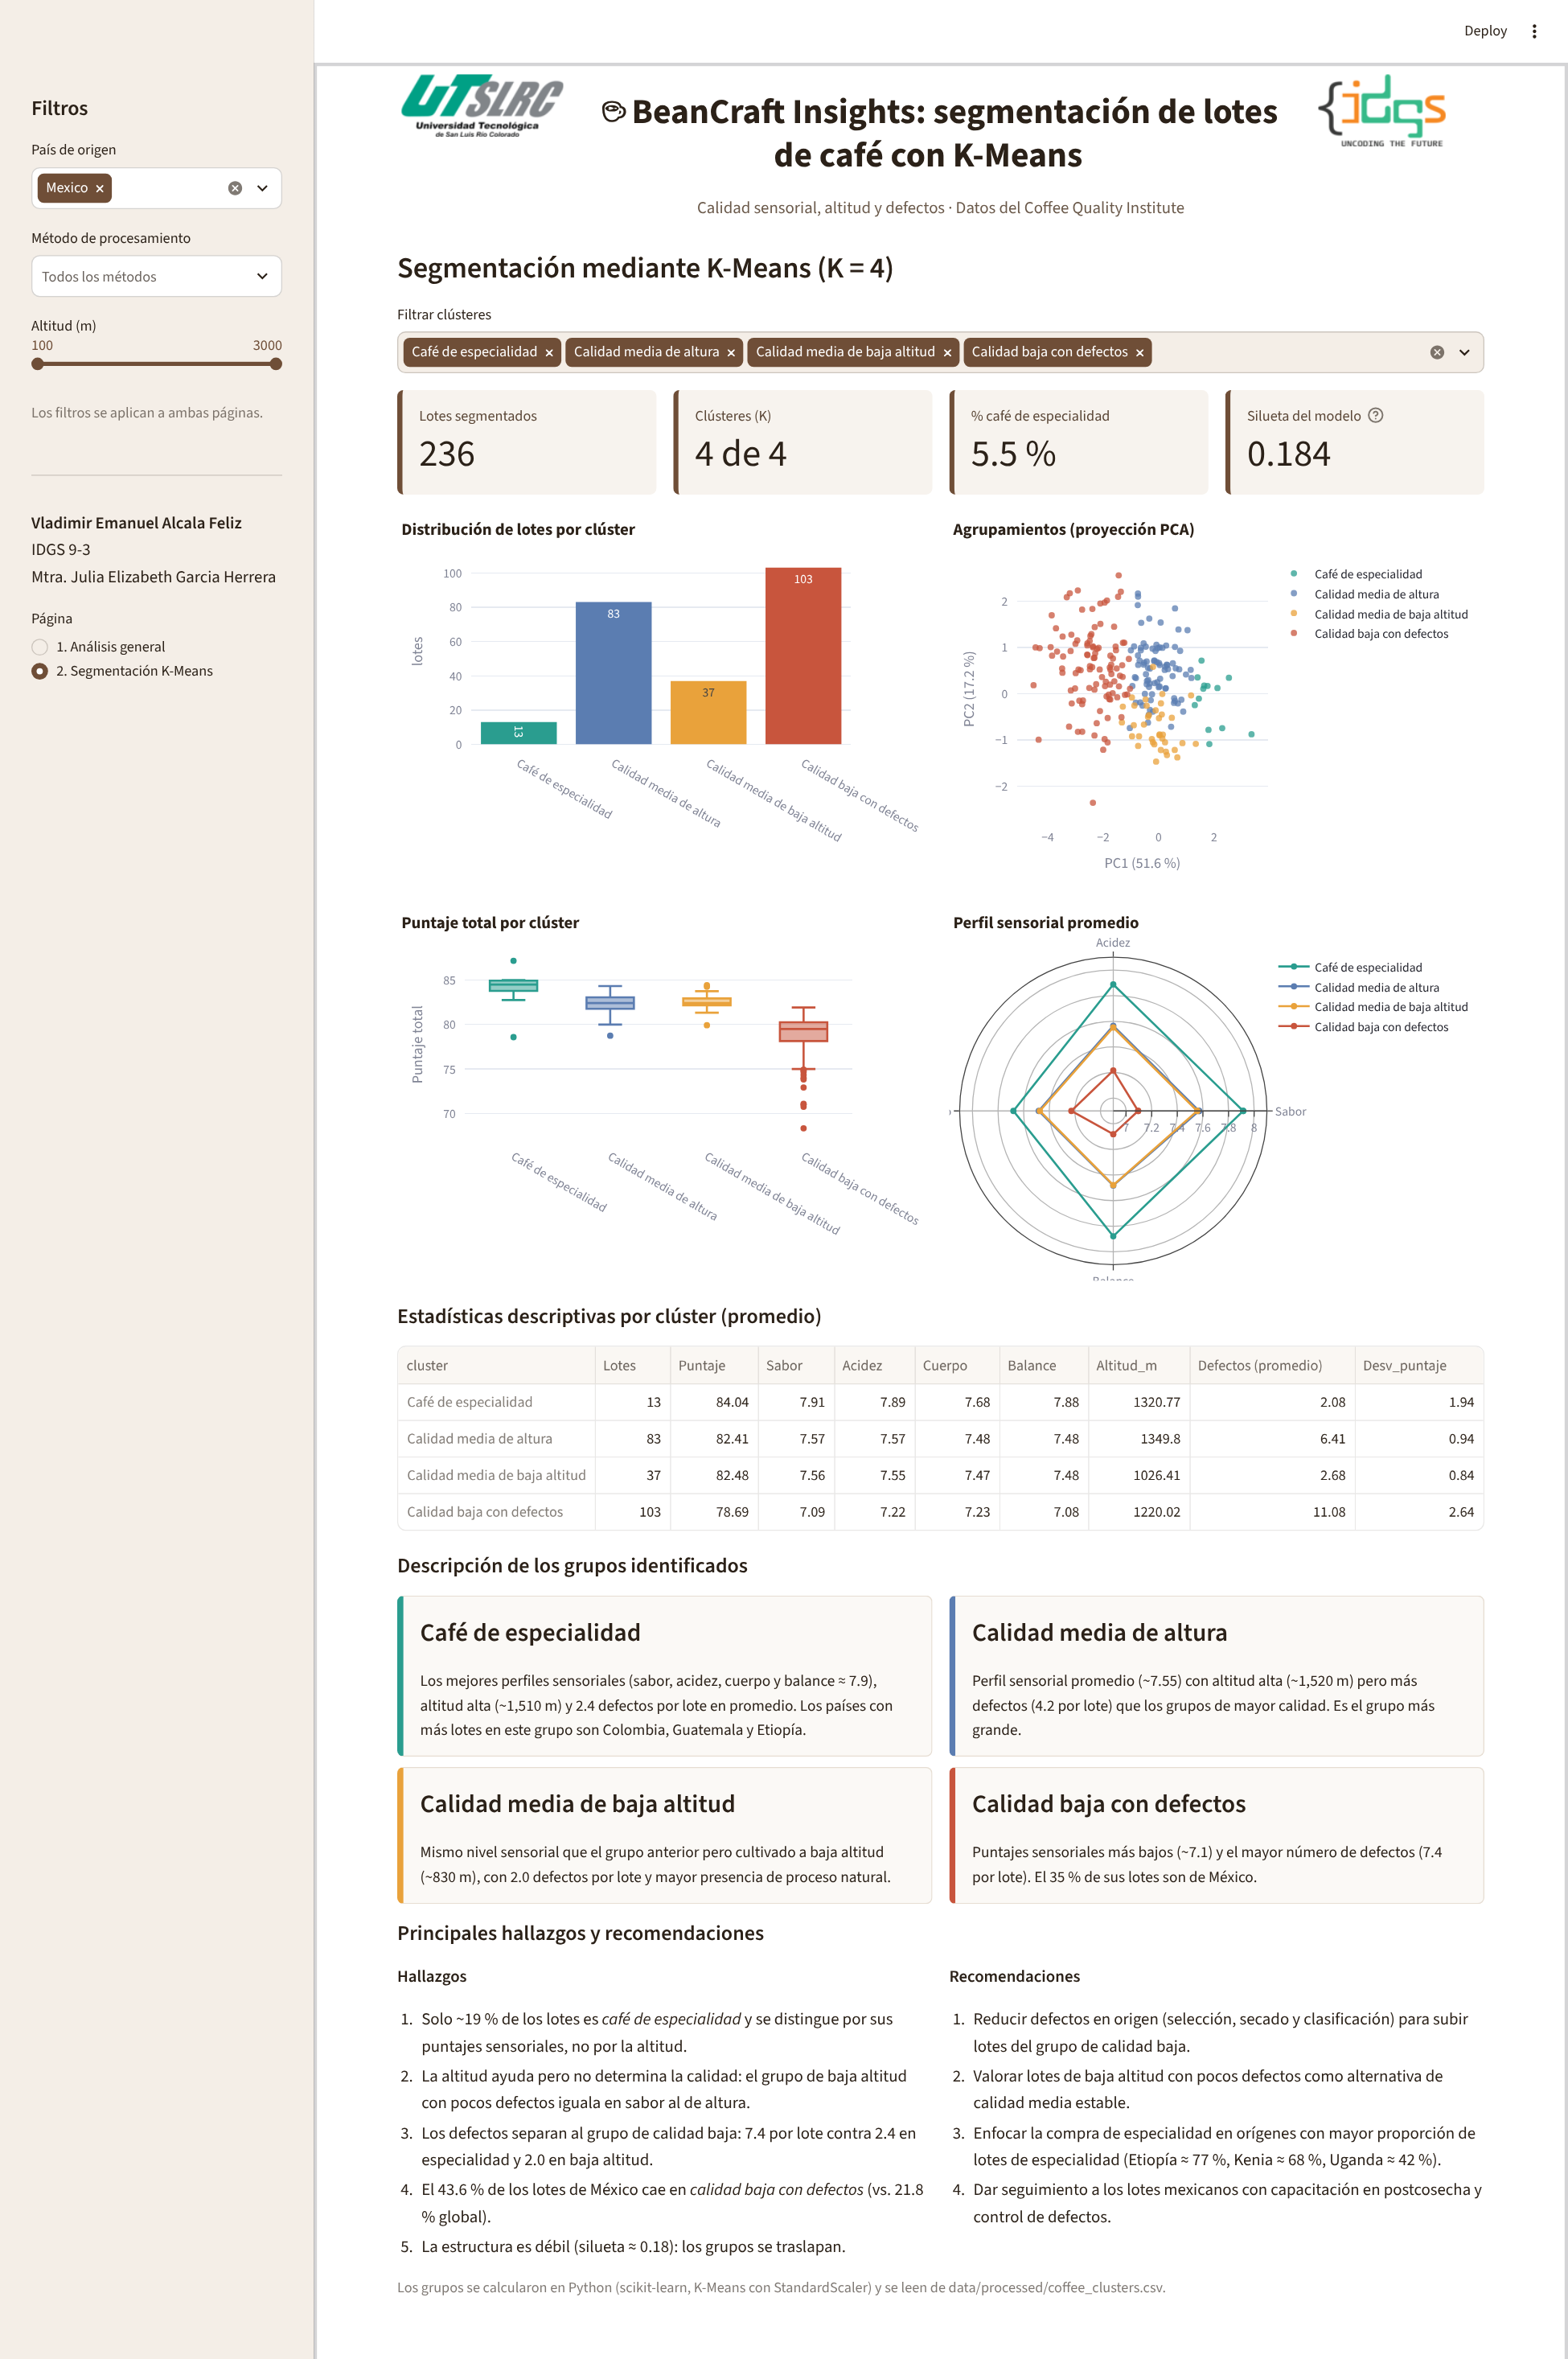 Deploy
Filtros
País de origen
Mexico
Método de procesamiento
Todos los métodos
Altitud (m)
100 3000
Los filtros se aplican a ambas páginas.
Vladimir Emanuel Alcala Feliz
IDGS 9-3
Mtra. Julia Elizabeth Garcia Herrera
Página
1. Análisis general
2. Segmentación K-Means
UTSLRC
Universidad Tecnológica
de San Luis Río Colorado
BeanCraft Insights: segmentación de lotes
de café con K-Means
{idgs
UNCODING THE FUTURE
Calidad sensorial, altitud y defectos · Datos del Coffee Quality Institute
Segmentación mediante K-Means (K = 4)
Filtrar clústeres
Café de especialidad Calidad media de altura Calidad media de baja altitud Calidad baja con defectos
Lotes segmentados
236
Clústeres (K)
4 de 4
% café de especialidad
5.5 %
Silueta del modelo
0.184
Distribución de lotes por clúster
lotes
100
80
60
40
20
0
13
83
37
103
Café de especialidad
Calidad media de altura
Calidad media de baja altitud
Calidad baja con defectos
Agrupamientos (proyección PCA)
PC2 (17.2 %)
2
1
0
−1
−2
−4 −2 0 2
PC1 (51.6 %)
Café de especialidad
Calidad media de altura
Calidad media de baja altitud
Calidad baja con defectos
Puntaje total por clúster
Puntaje total
85
80
75
70
Café de especialidad
Calidad media de altura
Calidad media de baja altitud
Calidad baja con defectos
Perfil sensorial promedio
Acidez
Sabor
7 7.2 7.4 7.6 7.8 8
Balance
Café de especialidad
Calidad media de altura
Calidad media de baja altitud
Calidad baja con defectos
Estadísticas descriptivas por clúster (promedio)
cluster Lotes Puntaje Sabor Acidez Cuerpo Balance Altitud_m Defectos (promedio) Desv_puntaje
Café de especialidad 13 84.04 7.91 7.89 7.68 7.88 1320.77 2.08 1.94
Calidad media de altura 83 82.41 7.57 7.57 7.48 7.48 1349.8 6.41 0.94
Calidad media de baja altitud 37 82.48 7.56 7.55 7.47 7.48 1026.41 2.68 0.84
Calidad baja con defectos 103 78.69 7.09 7.22 7.23 7.08 1220.02 11.08 2.64
Descripción de los grupos identificados
Café de especialidad
Los mejores perfiles sensoriales (sabor, acidez, cuerpo y balance ≈ 7.9),
altitud alta (~1,510 m) y 2.4 defectos por lote en promedio. Los países con
más lotes en este grupo son Colombia, Guatemala y Etiopía.
Calidad media de altura
Perfil sensorial promedio (~7.55) con altitud alta (~1,520 m) pero más
defectos (4.2 por lote) que los grupos de mayor calidad. Es el grupo más
grande.
Calidad media de baja altitud
Mismo nivel sensorial que el grupo anterior pero cultivado a baja altitud
(~830 m), con 2.0 defectos por lote y mayor presencia de proceso natural.
Calidad baja con defectos
Puntajes sensoriales más bajos (~7.1) y el mayor número de defectos (7.4
por lote). El 35 % de sus lotes son de México.
Principales hallazgos y recomendaciones
Hallazgos
1. Solo ~19 % de los lotes es café de especialidad y se distingue por sus
puntajes sensoriales, no por la altitud.
2. La altitud ayuda pero no determina la calidad: el grupo de baja altitud
con pocos defectos iguala en sabor al de altura.
3. Los defectos separan al grupo de calidad baja: 7.4 por lote contra 2.4 en
especialidad y 2.0 en baja altitud.
4. El 43.6 % de los lotes de México cae en calidad baja con defectos (vs. 21.8
% global).
5. La estructura es débil (silueta ≈ 0.18): los grupos se traslapan.
Recomendaciones
1. Reducir defectos en origen (selección, secado y clasificación) para subir
lotes del grupo de calidad baja.
2. Valorar lotes de baja altitud con pocos defectos como alternativa de
calidad media estable.
3. Enfocar la compra de especialidad en orígenes con mayor proporción de
lotes de especialidad (Etiopía ≈ 77 %, Kenia ≈ 68 %, Uganda ≈ 42 %).
4. Dar seguimiento a los lotes mexicanos con capacitación en postcosecha y
control de defectos.
Los grupos se calcularon en Python (scikit-learn, K-Means con StandardScaler) y se leen de data/processed/coffee_clusters.csv.